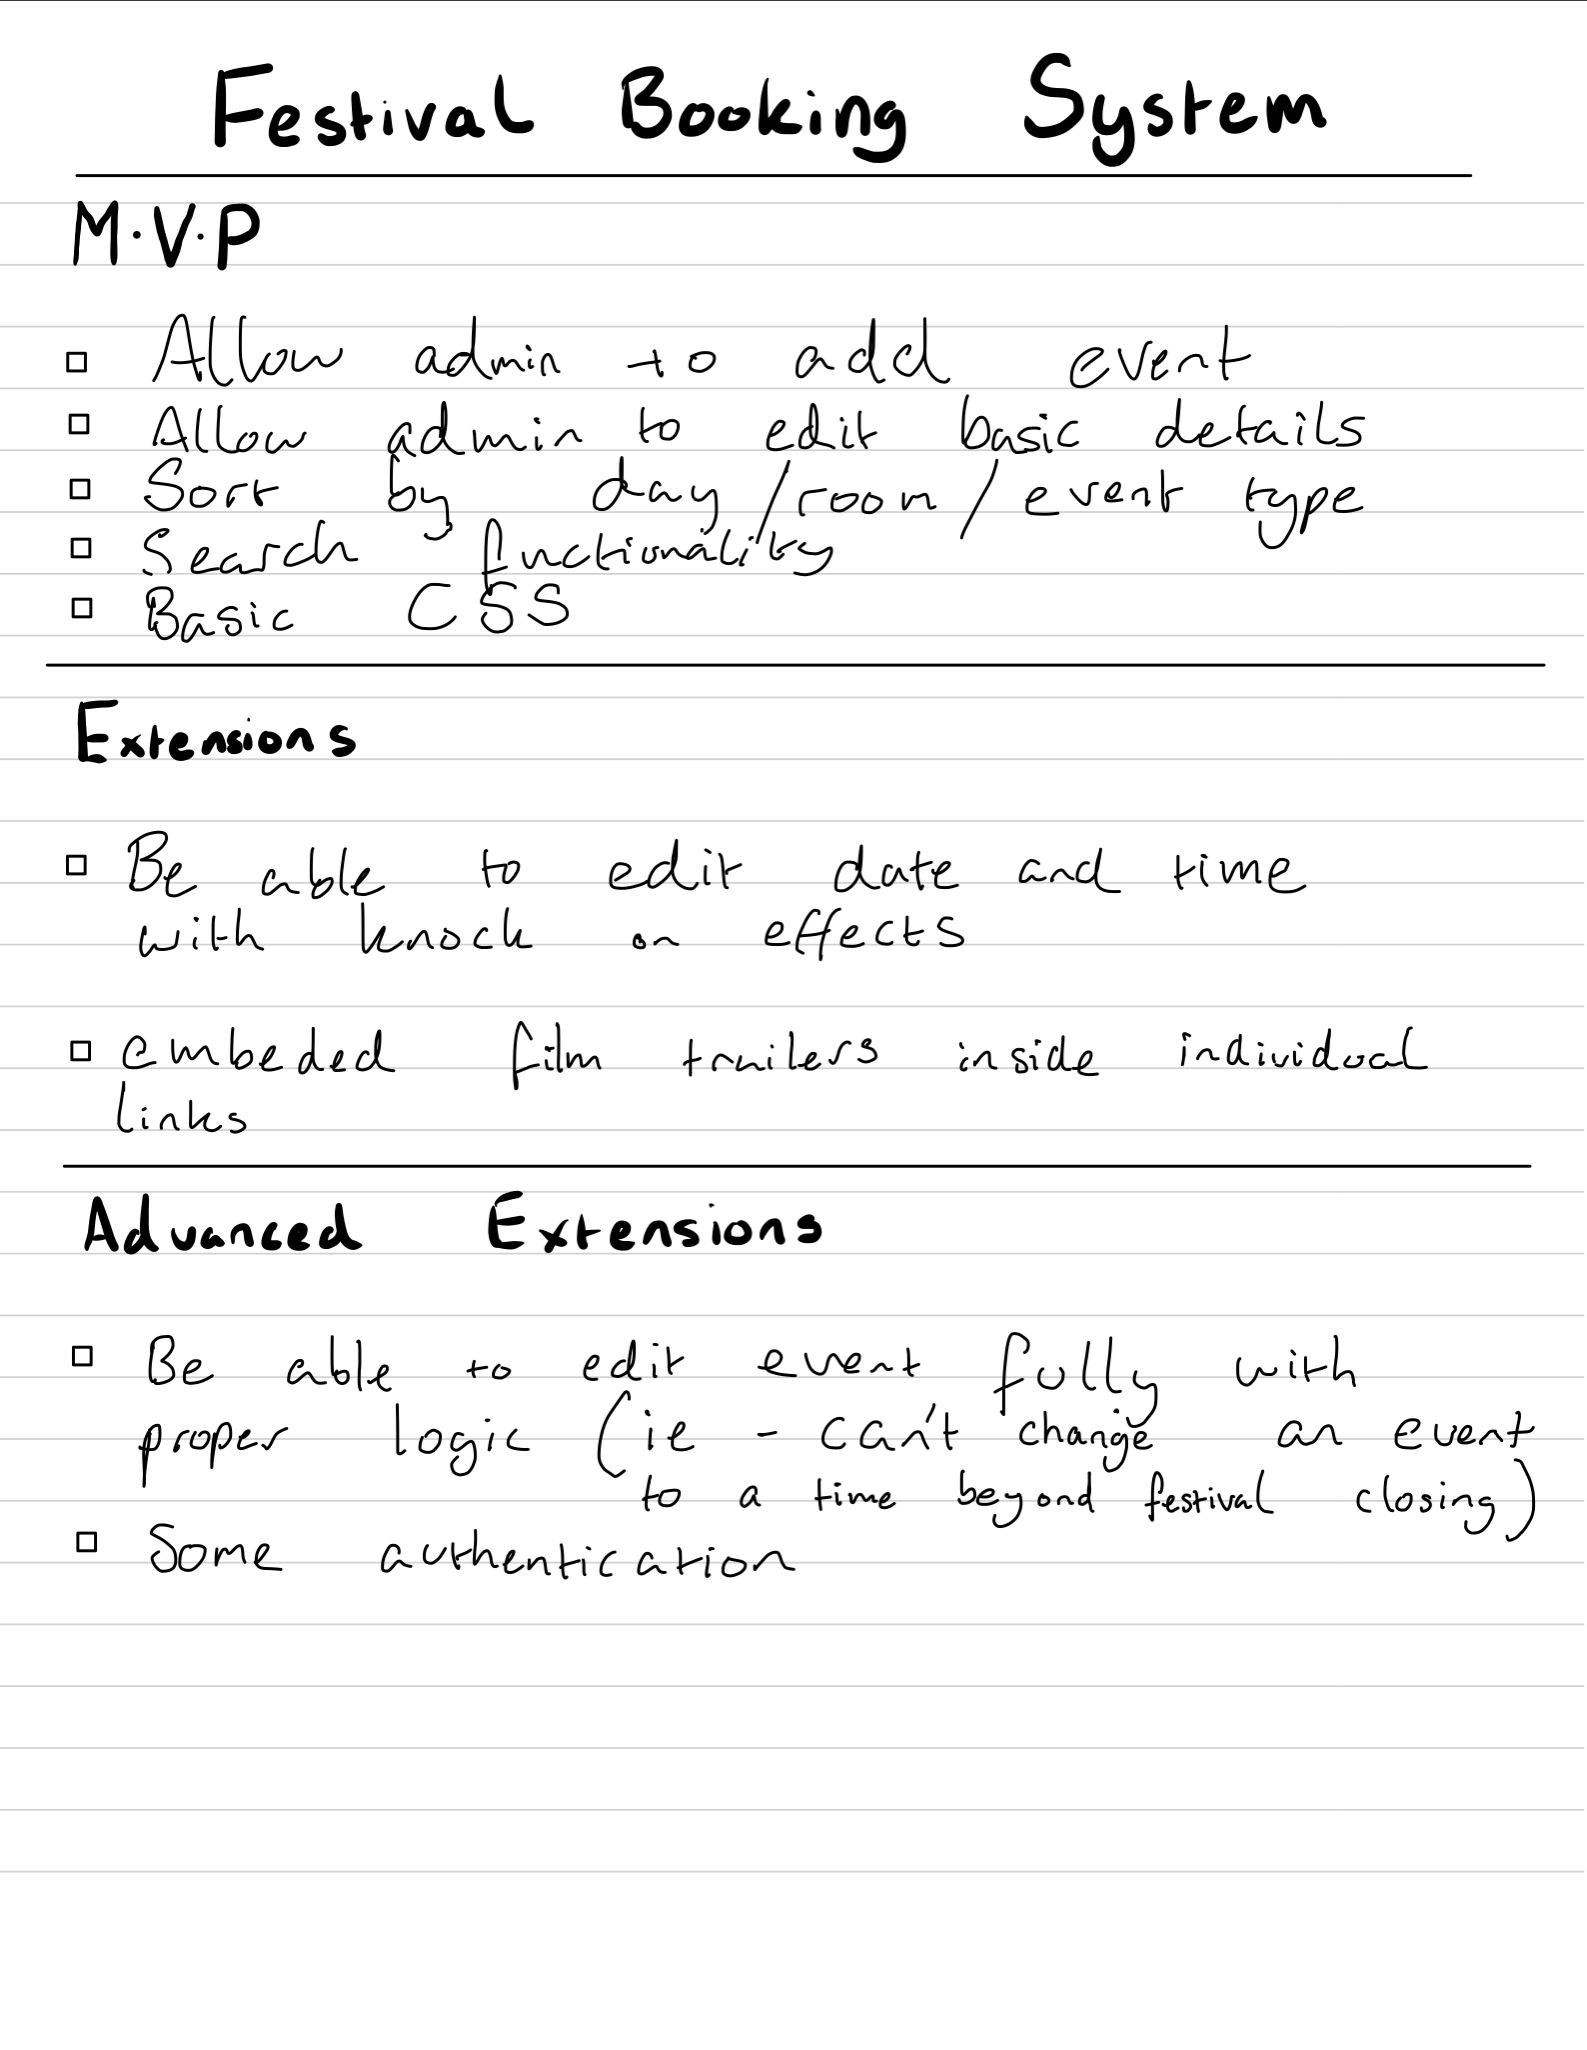 Festival Booking System
M.V.P
Allow admin to add event
Allow admin to edit basic details
Sort by day/room/event type
Search functionality
Basic CSS
Extensions
Be able to edit date and time
with knock on effects
embeded film trailers inside individual
links
Advanced Extensions
Be able to edit event fully with
proper logic (ie - can't change an event
to a time beyond festival closing)
Some authentication